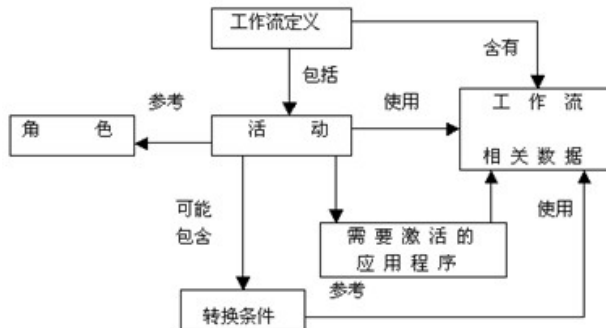 工作流定义
含有
包括
参考
使用
工 作 流
角 色
活 动
相 关 数 据
可能
包含
使用
需 要 激 活 的
应 用 程 序
参考
转换条件